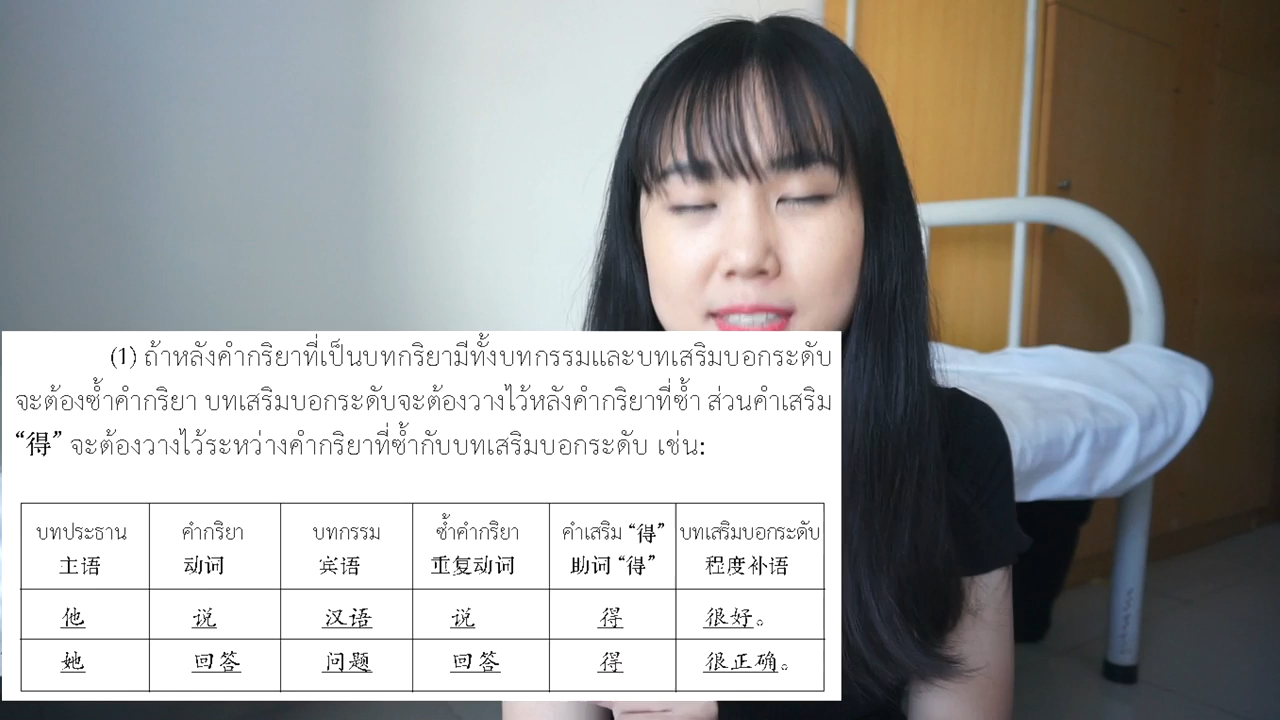 (1) ถ้าหลังคำกริยาที่เป็นบทกริยามีทั้งบทกรรมและบทเสริมบอกระดับ
จะต้องซ้ำคำกริยา บทเสริมบอกระดับจะต้องวางไว้หลังคำกริยาที่ซ้ำ ส่วนคำเสริม
“得” จะต้องวางไว้ระหว่างคำกริยาที่ซ้ำกับบทเสริมบอกระดับ เช่น:
บทประธาน คำกริยา บทกรรม ซ้ำคำกริยา คำเสริม “得” บทเสริมบอกระดับ
主语 动词 宾语 重复动词 助词 “得” 程度补语
他 说 汉语 说 得 很好。
她 回答 问题 回答 得 很正确。